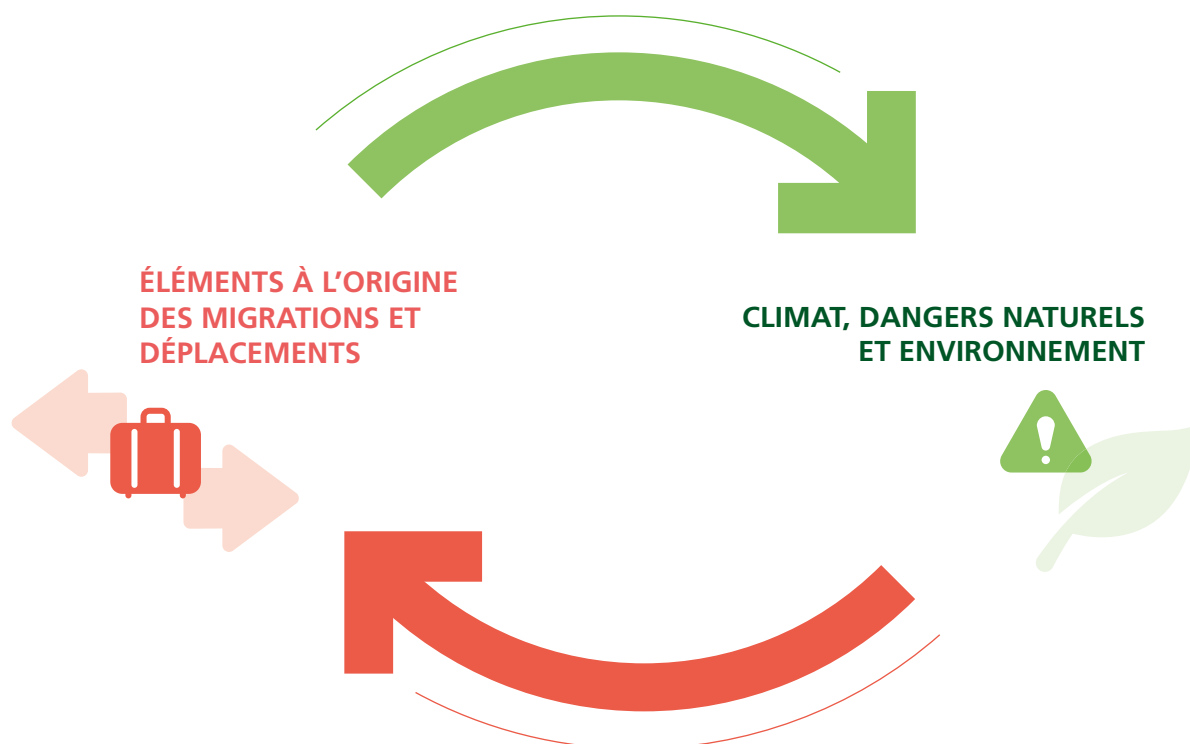 ÉLÉMENTS À L’ORIGINE
DES MIGRATIONS ET
DÉPLACEMENTS
CLIMAT, DANGERS NATURELS
ET ENVIRONNEMENT